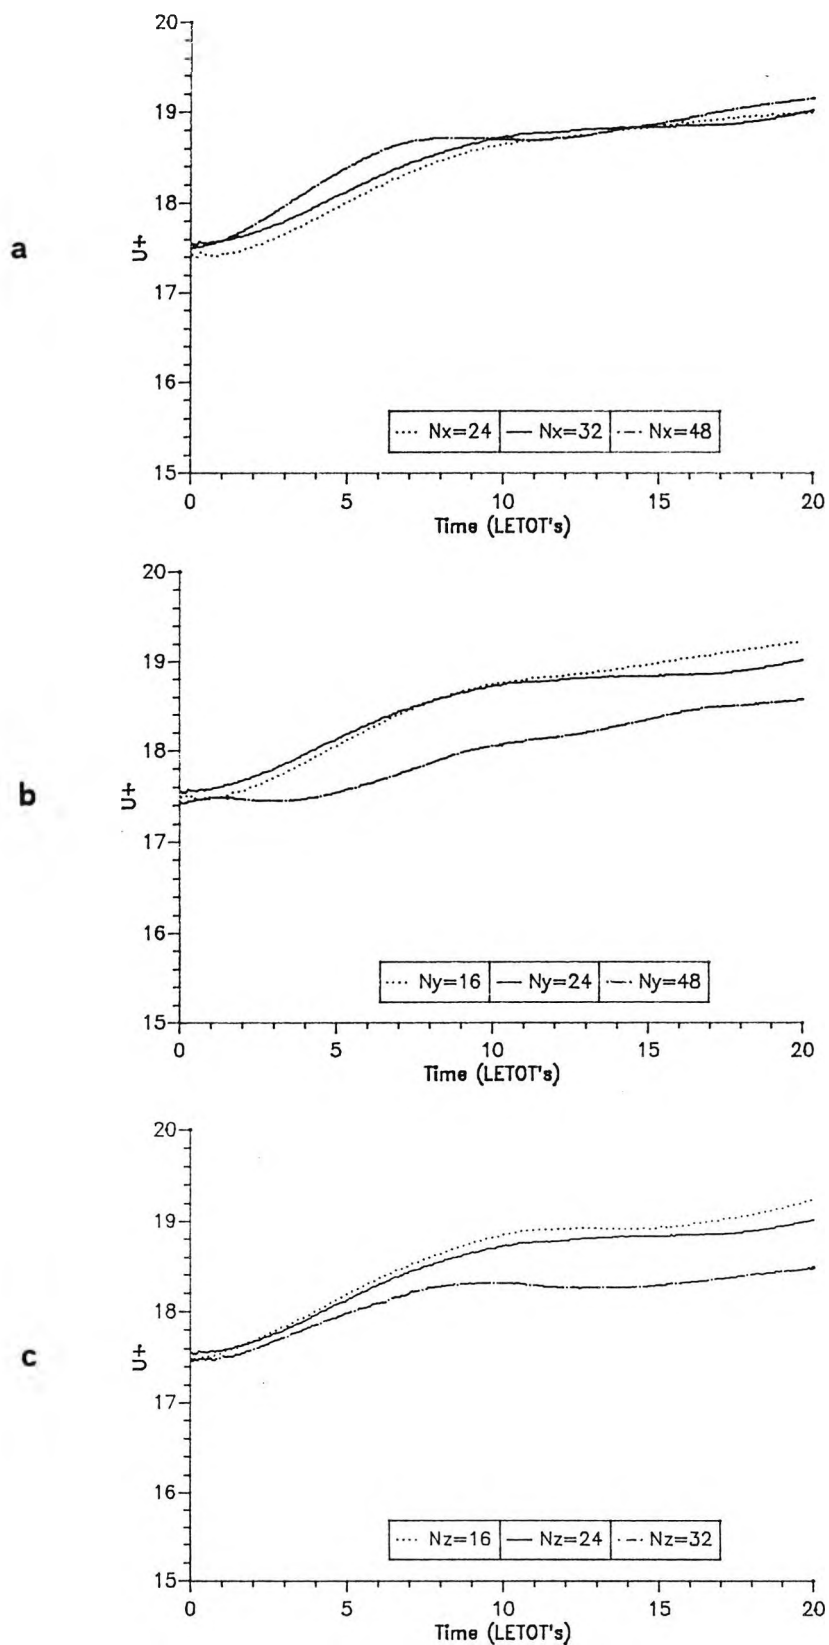 a
20
19
18
17
16
15
U+
Nx=24 Nx=32 Nx=48
0 5 10 15 20
Time (LETOT's)
b
20
19
18
17
16
15
U+
Ny=16 Ny=24 Ny=48
0 5 10 15 20
Time (LETOT's)
c
20
19
18
17
16
15
U+
Nz=16 Nz=24 Nz=32
0 5 10 15 20
Time (LETOT's)